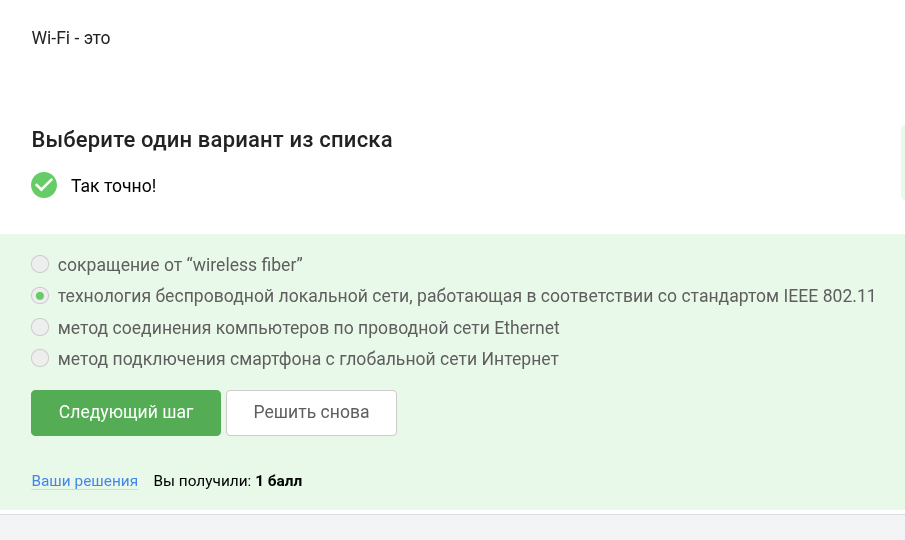 Wi-Fi - это
Выберите один вариант из списка
Так точно!
сокращение от “wireless fiber”
технология беспроводной локальной сети, работающая в соответствии со стандартом IEEE 802.11
метод соединения компьютеров по проводной сети Ethernet
метод подключения смартфона с глобальной сети Интернет
Следующий шаг Решить снова
Ваши решения Вы получили: 1 балл